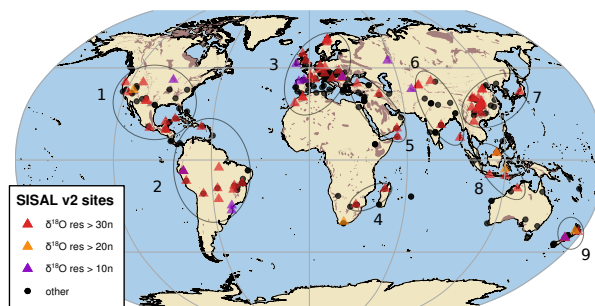 1
2
3
4
5
6
7
8
9
SISAL v2 sites
δ¹⁸O res > 30n
δ¹⁸O res > 20n
δ¹⁸O res > 10n
other